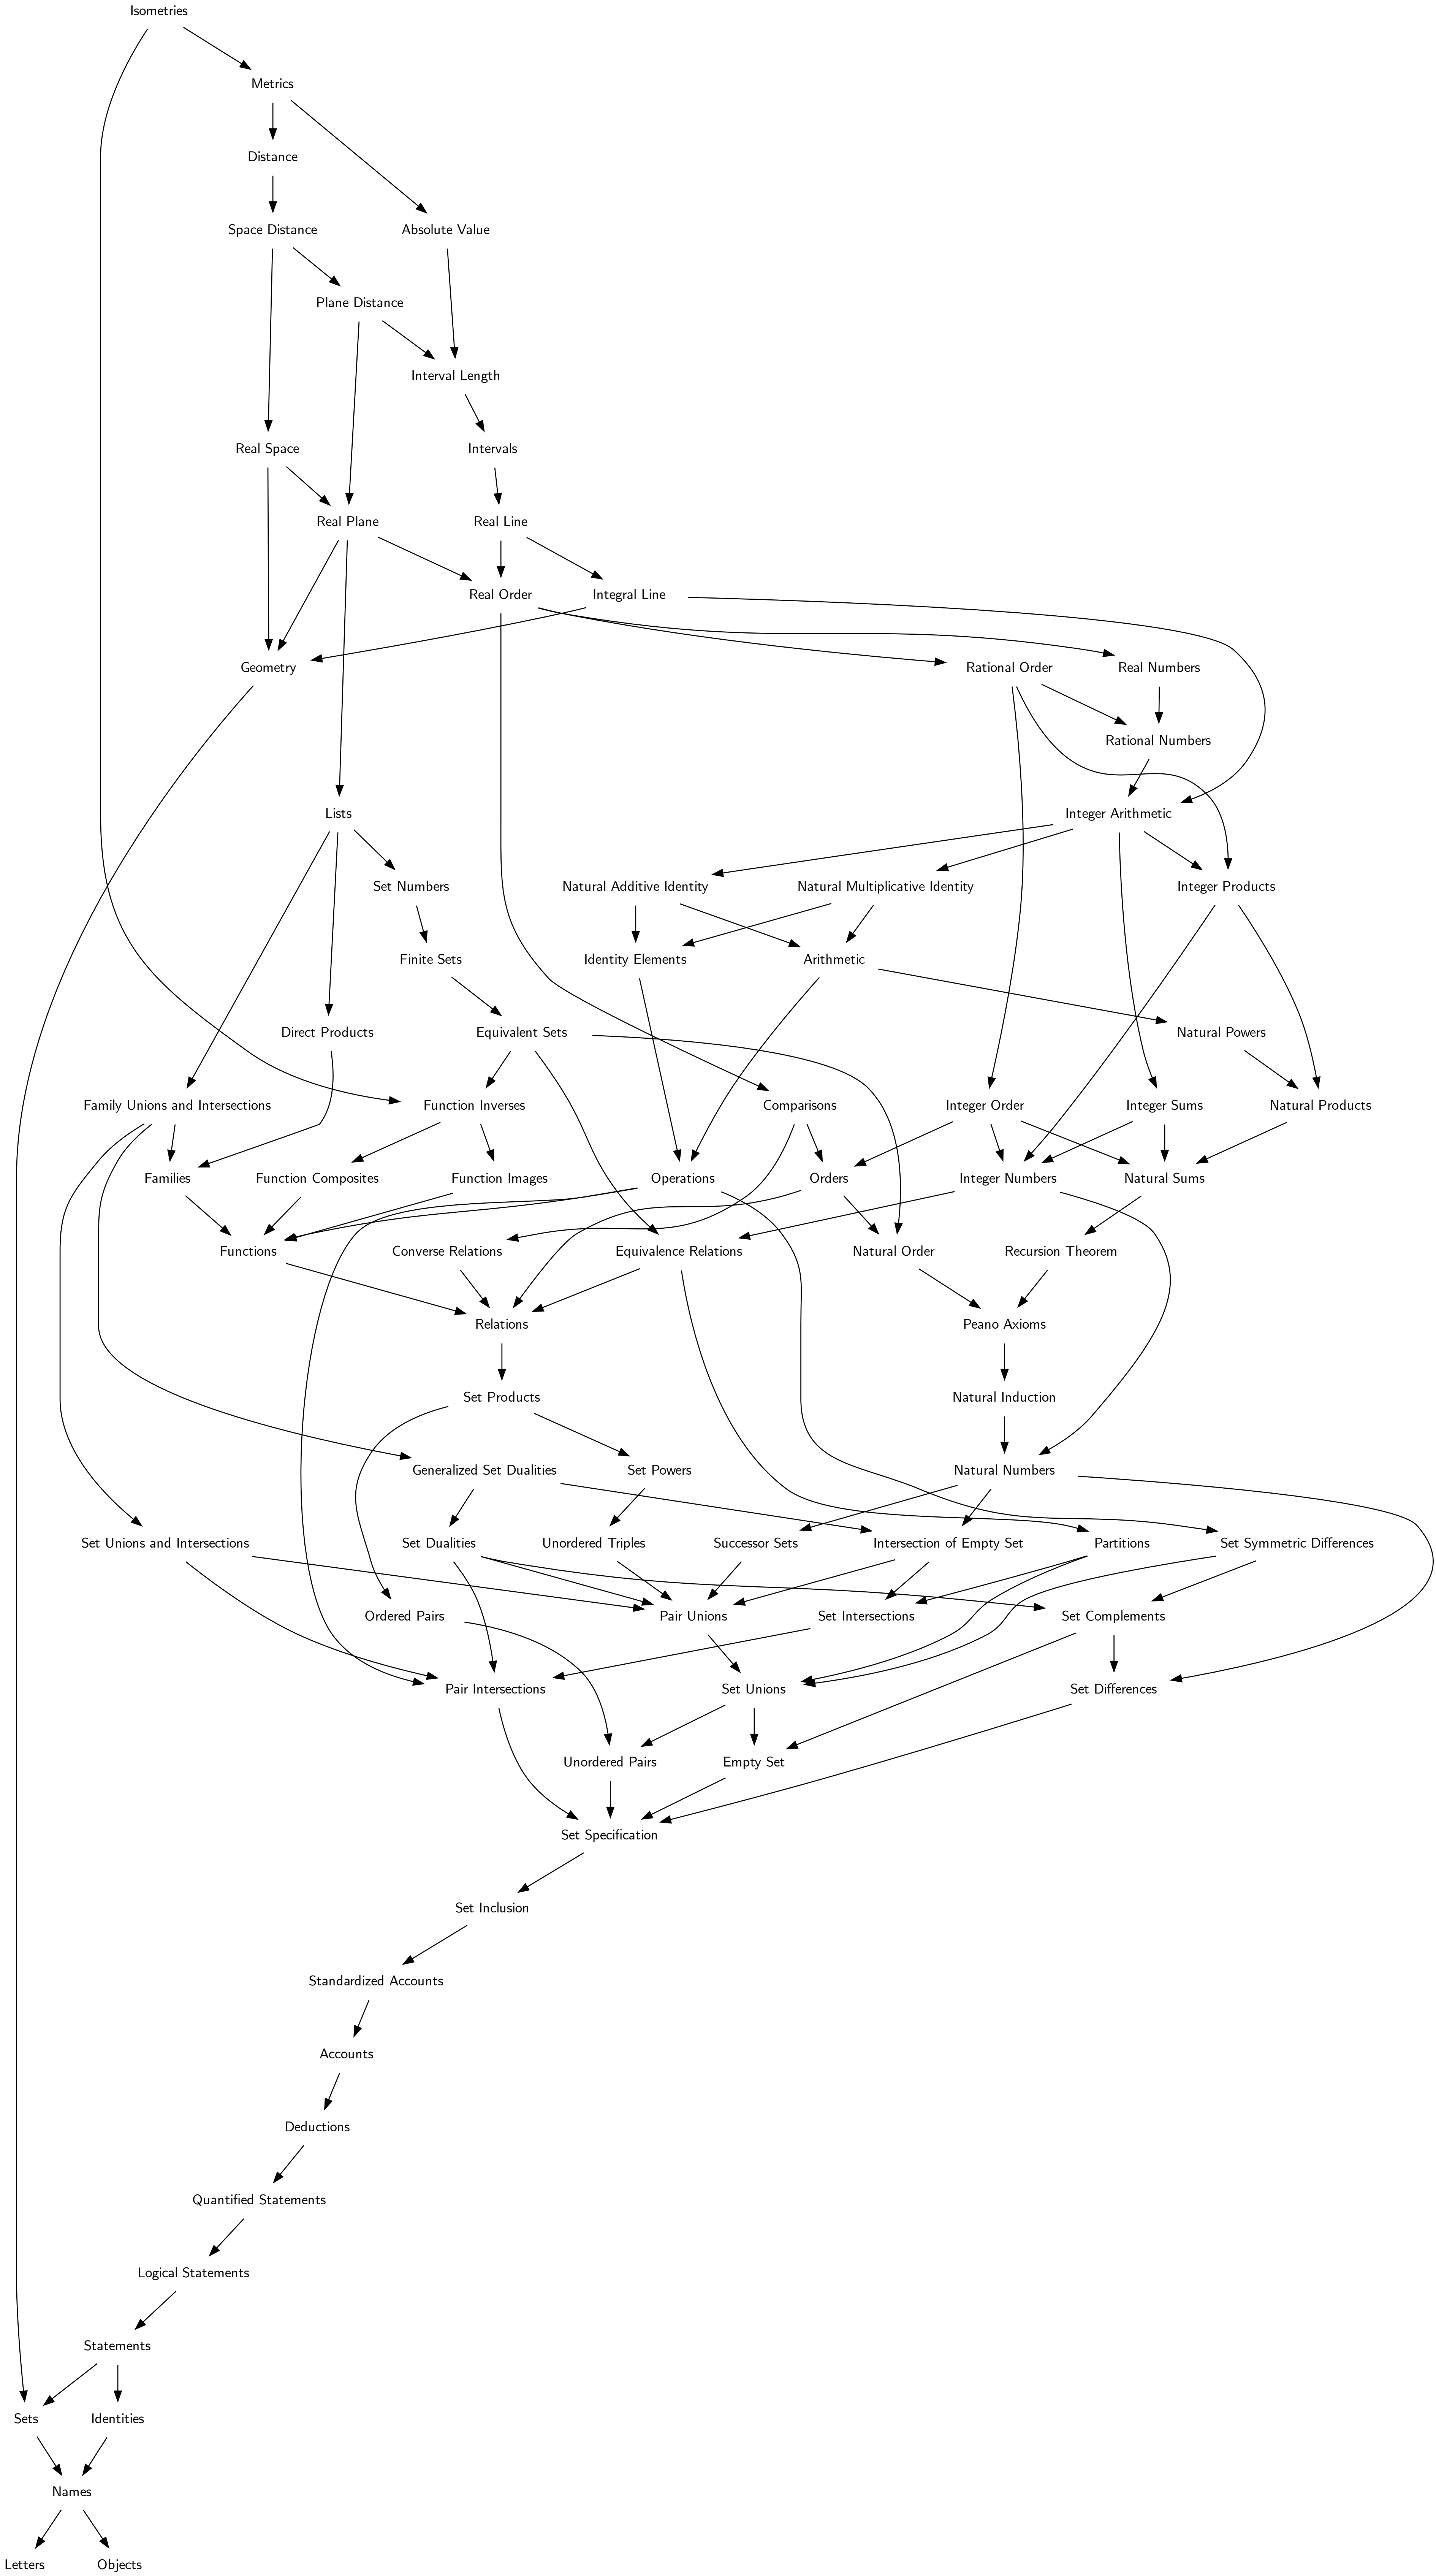 Isometries
Metrics
Distance
Space Distance
Absolute Value
Plane Distance
Interval Length
Real Space
Intervals
Real Plane
Real Line
Real Order
Integral Line
Geometry
Rational Order
Real Numbers
Rational Numbers
Lists
Integer Arithmetic
Set Numbers
Natural Additive Identity
Natural Multiplicative Identity
Integer Products
Finite Sets
Identity Elements
Arithmetic
Direct Products
Equivalent Sets
Natural Powers
Family Unions and Intersections
Function Inverses
Comparisons
Integer Order
Integer Sums
Natural Products
Families
Function Composites
Function Images
Operations
Orders
Integer Numbers
Natural Sums
Functions
Converse Relations
Equivalence Relations
Natural Order
Recursion Theorem
Relations
Peano Axioms
Set Products
Natural Induction
Generalized Set Dualities
Set Powers
Natural Numbers
Set Unions and Intersections
Set Dualities
Unordered Triples
Successor Sets
Intersection of Empty Set
Partitions
Set Symmetric Differences
Ordered Pairs
Pair Unions
Set Intersections
Set Complements
Pair Intersections
Set Unions
Set Differences
Unordered Pairs
Empty Set
Set Specification
Set Inclusion
Standardized Accounts
Accounts
Deductions
Quantified Statements
Logical Statements
Statements
Sets
Identities
Names
Letters
Objects